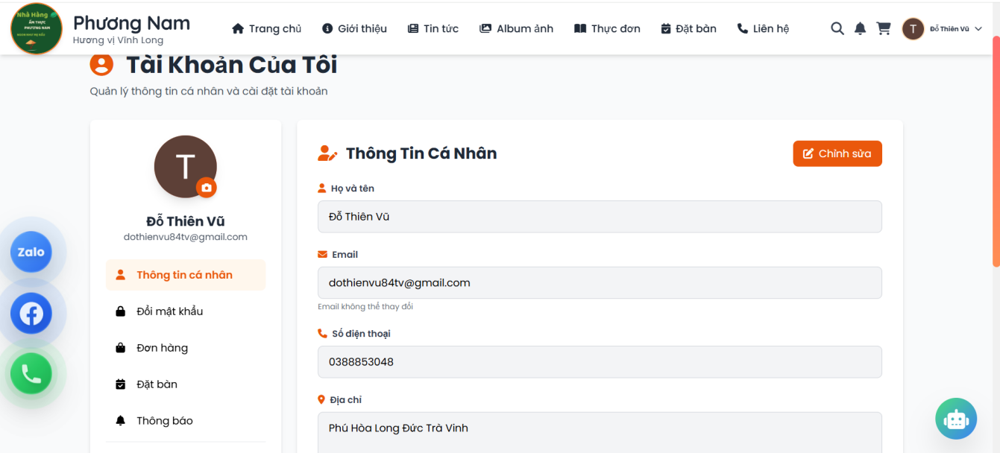 Nhà Hàng
ẨM THỰC
PHƯƠNG NAM
Phương Nam
Hương vị Vĩnh Long
Trang chủ
Giới thiệu
Tin tức
Album ảnh
Thực đơn
Đặt bàn
Liên hệ
T
Đỗ Thiên Vũ
Tài Khoản Của Tôi
Quản lý thông tin cá nhân và cài đặt tài khoản
T
Đỗ Thiên Vũ
dothienvu84tv@gmail.com
Thông tin cá nhân
Đổi mật khẩu
Đơn hàng
Đặt bàn
Thông báo
Thông Tin Cá Nhân
Chỉnh sửa
Họ và tên
Đỗ Thiên Vũ
Email
dothienvu84tv@gmail.com
Email không thể thay đổi
Số điện thoại
0388853048
Địa chỉ
Phú Hòa Long Đức Trà Vinh
Zalo